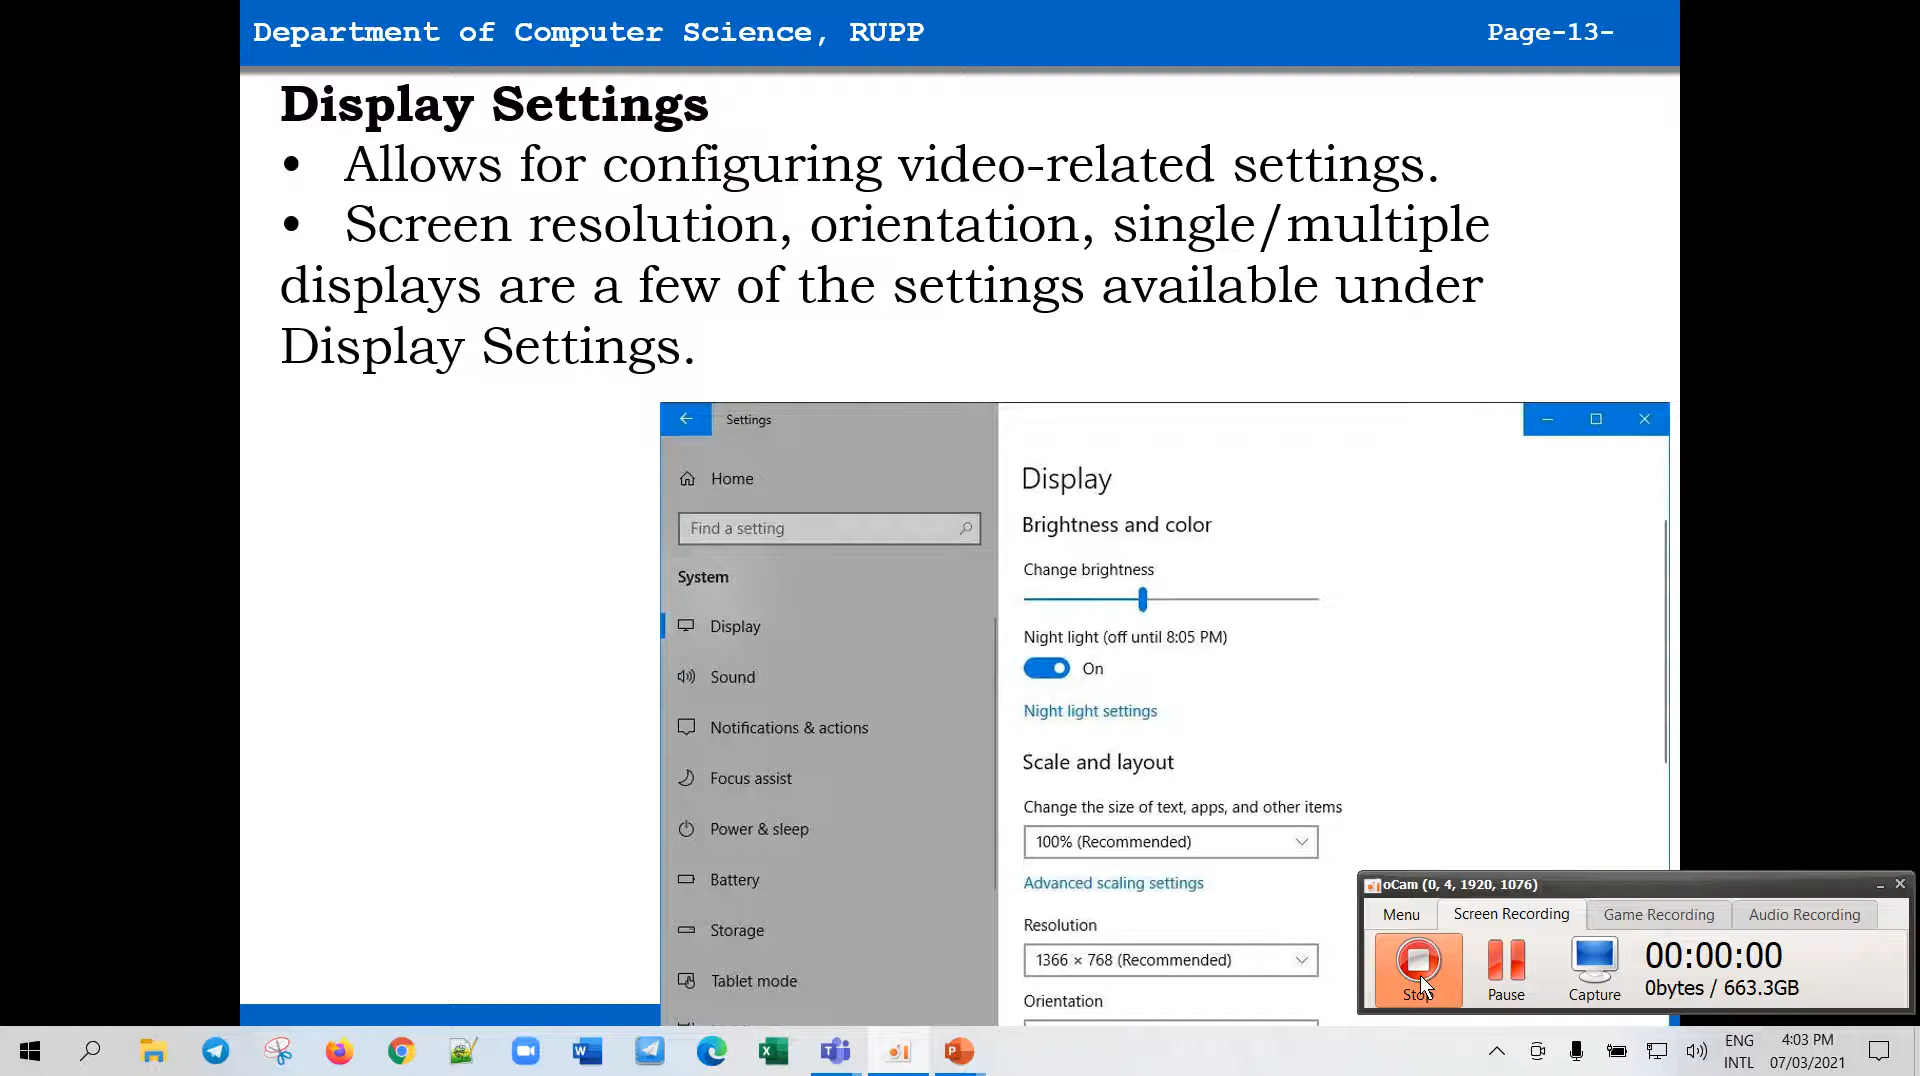 Department of Computer Science, RUPP
Page-13-
Display Settings
• Allows for configuring video-related settings.
• Screen resolution, orientation, single/multiple
displays are a few of the settings available under
Display Settings.
Settings
Home
Find a setting
System
Display
Sound
Notifications & actions
Focus assist
Power & sleep
Battery
Storage
Tablet mode
Display
Brightness and color
Change brightness
Night light (off until 8:05 PM)
On
Night light settings
Scale and layout
Change the size of text, apps, and other items
100% (Recommended)
Advanced scaling settings
Resolution
1366 × 768 (Recommended)
Orientation
oCam (0, 4, 1920, 1076)
Menu
Screen Recording
Game Recording
Audio Recording
Stop
Pause
Capture
00:00:00
0bytes / 663.3GB
ENG
INTL
4:03 PM
07/03/2021